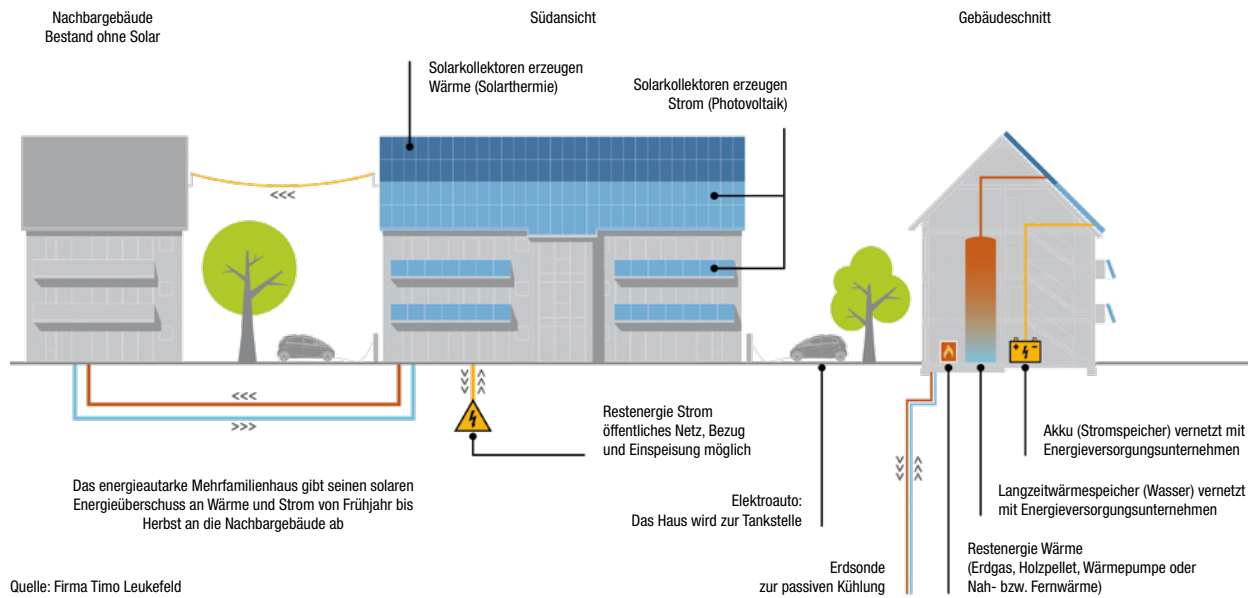 Nachbargebäude
Bestand ohne Solar
Südansicht
Gebäudeschnitt
Solarkollektoren erzeugen
Wärme (Solarthermie)
Solarkollektoren erzeugen
Strom (Photovoltaik)
<<<
<<<
>>>
Restenergie Strom
öffentliches Netz, Bezug
und Einspeisung möglich
Das energieautarke Mehrfamilienhaus gibt seinen solaren
Energieüberschuss an Wärme und Strom von Frühjahr bis
Herbst an die Nachbargebäude ab
Elektroauto:
Das Haus wird zur Tankstelle
Erdsonde
zur passiven Kühlung
Akku (Stromspeicher) vernetzt mit
Energieversorgungsunternehmen
Langzeitwärmespeicher (Wasser) vernetzt
mit Energieversorgungsunternehmen
Restenergie Wärme
(Erdgas, Holzpellet, Wärmepumpe oder
Nah- bzw. Fernwärme)
Quelle: Firma Timo Leukefeld